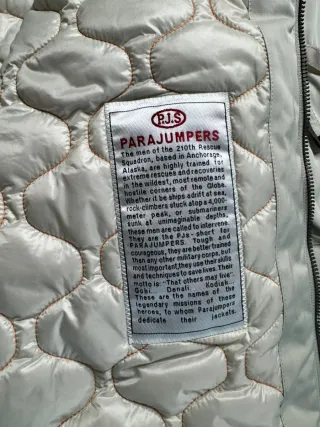 P.J.S
PARAJUMPERS
The men of the 210th Rescue
Squadron, based in Anchorage,
Alaska, are highly trained for
extreme rescues and recoveries
in the wildest, most remote and
hostile corners of the Globe.
Whether it be ships adrift at sea,
rock-climbers stuck atop a 4,000-
meter peak, or submarines
sunk at unimaginable depths,
these men are called to intervene.
They are the PJs - short for
PARAJUMPERS. Tough and
courageous, they are better trained
than any other military corps, but
most important, they use their skills
and techniques to save lives. Their
motto is: "That others may live".
Gobi. Denali. Kodiak...
These are the names of the
legendary missions of these
heroes, to whom Parajumpers
dedicate their jackets.